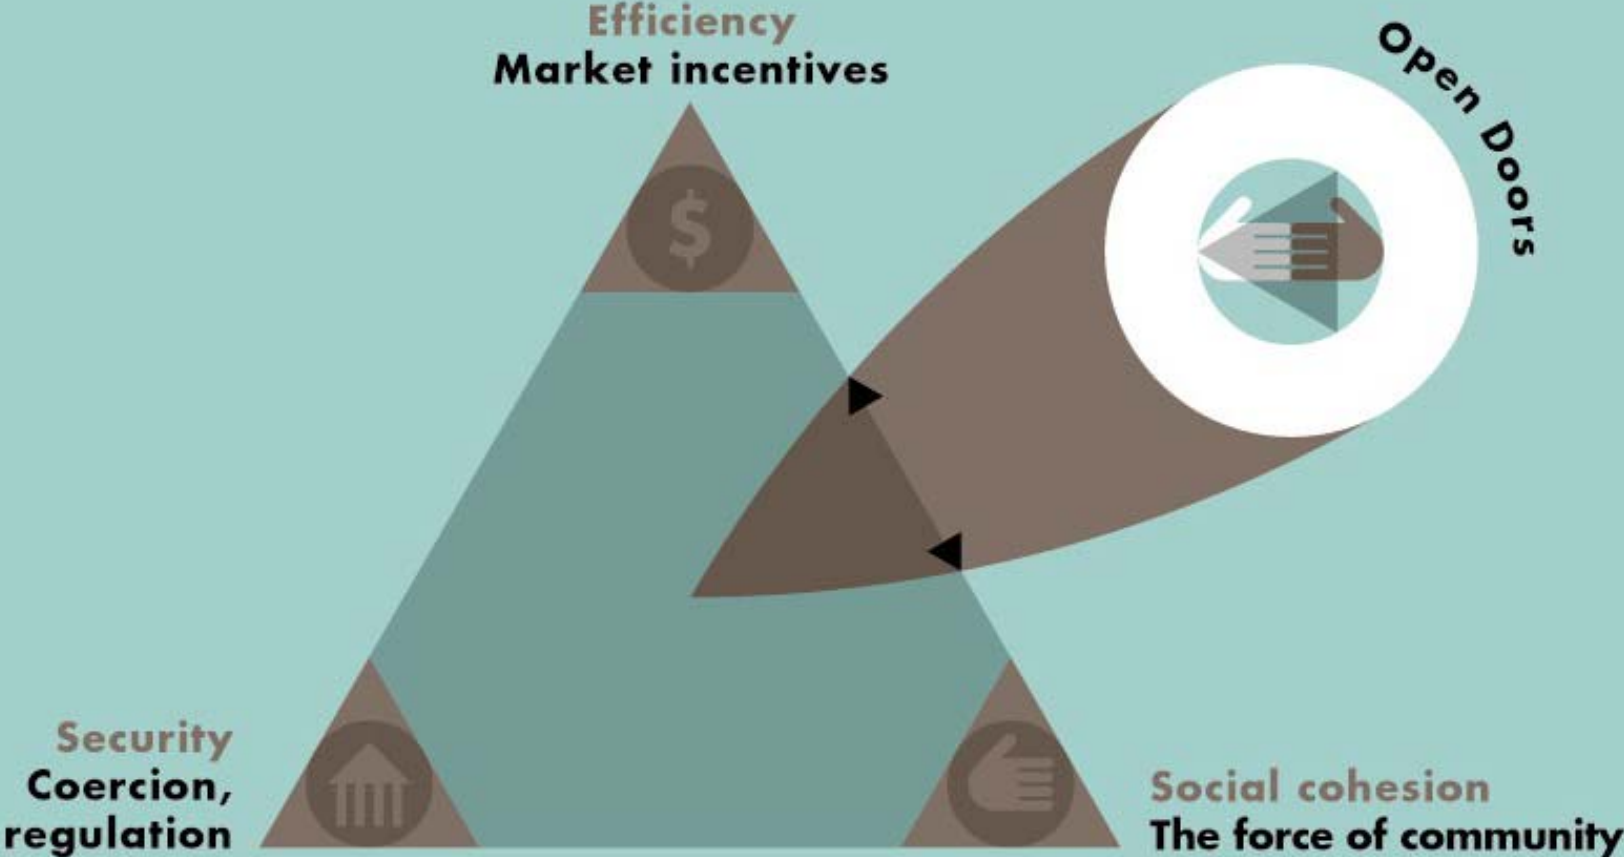 Efficiency
Market incentives
$
Open Doors
Security
Coercion,
regulation
Social cohesion
The force of community